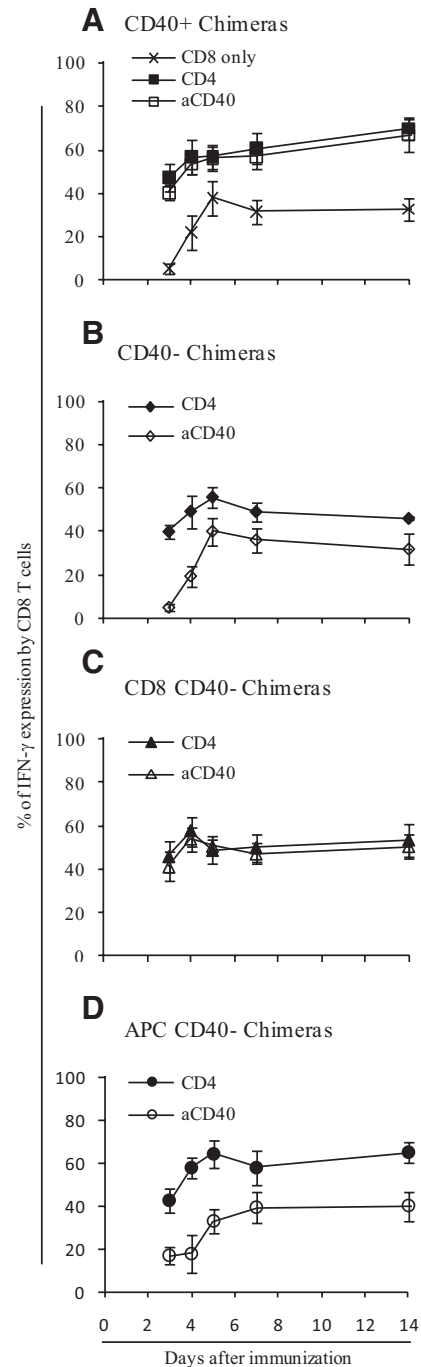 A CD40+ Chimeras
CD8 only
CD4
aCD40
100
80
60
40
20
0
B
CD40- Chimeras
CD4
aCD40
100
80
60
40
20
0
C
CD8 CD40- Chimeras
CD4
aCD40
100
80
60
40
20
0
D
APC CD40- Chimeras
CD4
aCD40
100
80
60
40
20
0
0 2 4 6 8 10 12 14
Days after immunization
% of IFN-γ expression by CD8 T cells